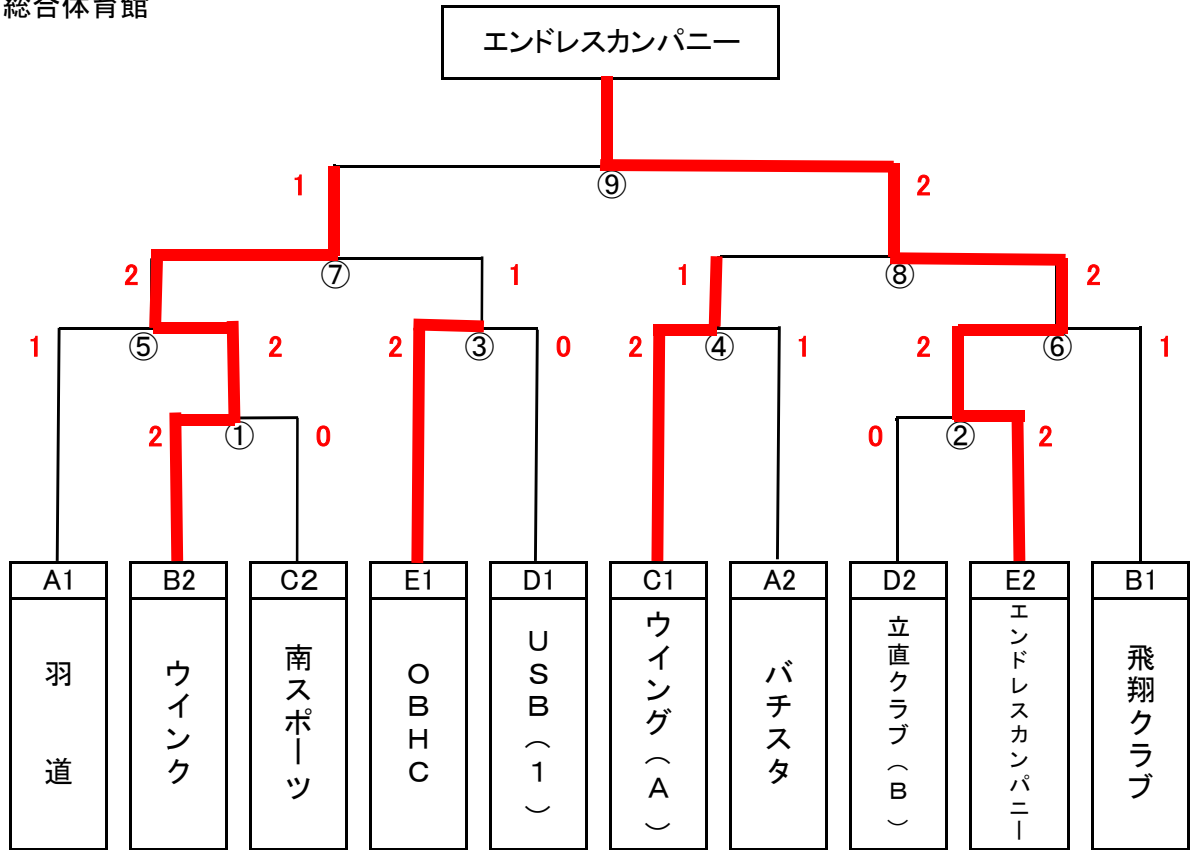 総合体育館
エンドレスカンパニー
⑨
1
2
⑦
⑧
2
1
1
2
⑤
③
④
⑥
1
2
2
0
2
1
2
1
①
②
2
0
0
2
A1
B2
C2
E1
D1
C1
A2
D2
E2
B1
羽道
ウインク
南スポーツ
OBHC
USB(1)
ウイング(A)
バチスタ
立直クラブ(B)
エンドレスカンパニー
飛翔クラブ